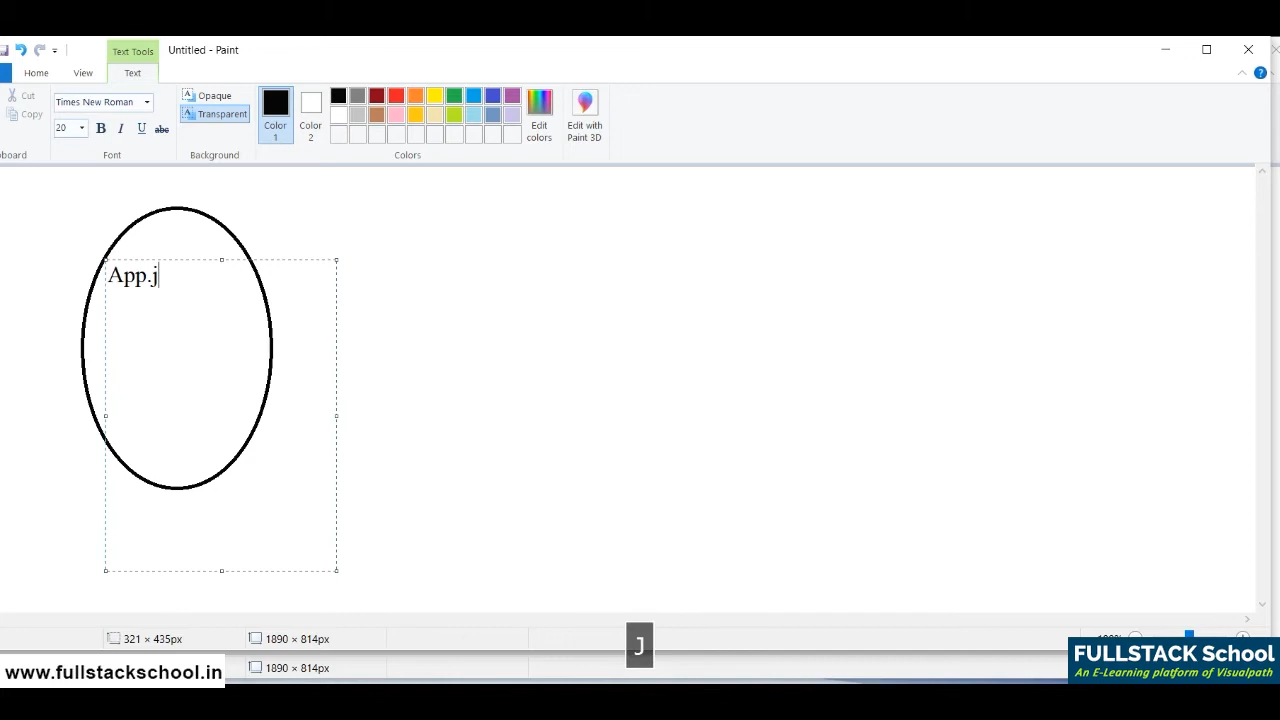 Text Tools
Untitled - Paint
Home
View
Text
Cut
Copy
Times New Roman
20
B
I
U
abc
Opaque
Transparent
Color
1
Color
2
Edit
colors
Edit with
Paint 3D
board
Font
Background
Colors
App.j
321 × 435px
1890 × 814px
J
www.fullstackschool.in
1890 × 814px
FULLSTACK School
An E-Learning platform of Visualpath